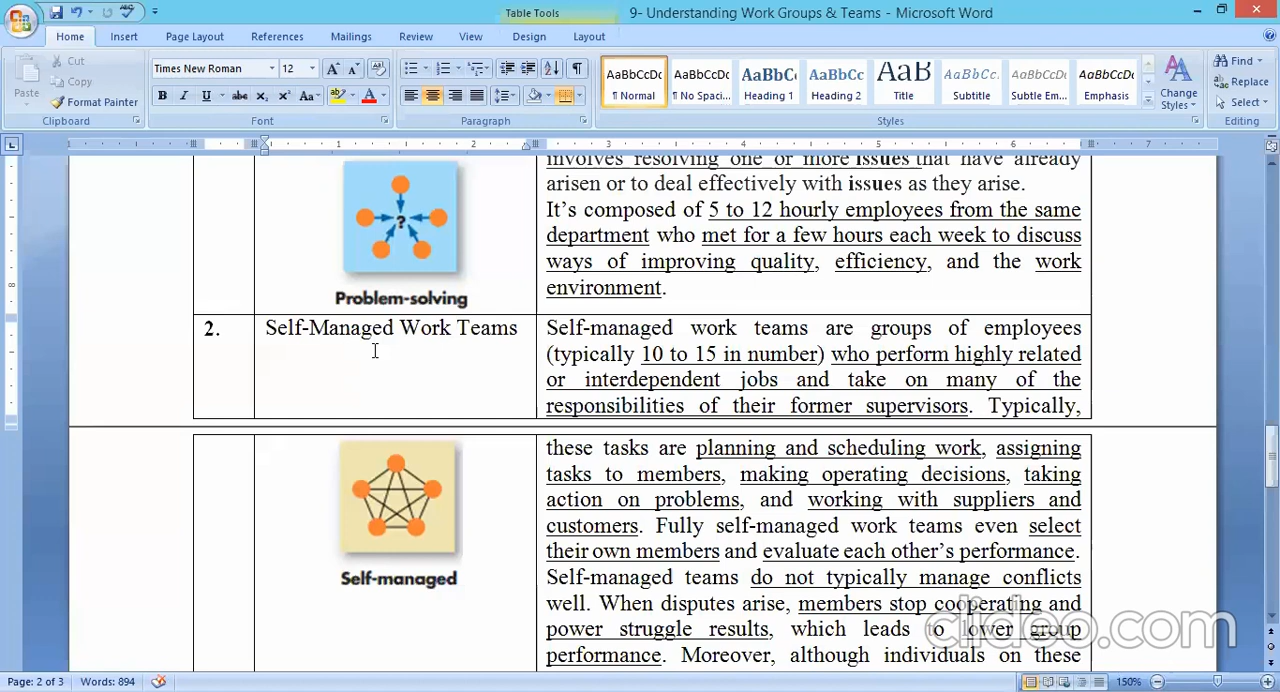 Table Tools
9- Understanding Work Groups & Teams - Microsoft Word
Home Insert Page Layout References Mailings Review View Design Layout
Paste
Cut
Copy
Format Painter
Clipboard
Times New Roman 12
Font
Paragraph
AaBbCcDc AaBbCcDc AaBbC AaBbCc AaB AaBbCc. AaBbCcDc AaBbCcDc
¶ Normal ¶ No Spaci... Heading 1 Heading 2 Title Subtitle Subtle Em... Emphasis
Change
Styles
Styles
Find
Replace
Select
Editing
involves resolving one or more issues that have already
arisen or to deal effectively with issues as they arise.
It's composed of 5 to 12 hourly employees from the same
department who met for a few hours each week to discuss
ways of improving quality, efficiency, and the work
environment.
?
Problem-solving
2.
Self-Managed Work Teams
Self-managed work teams are groups of employees
(typically 10 to 15 in number) who perform highly related
or interdependent jobs and take on many of the
responsibilities of their former supervisors. Typically,
these tasks are planning and scheduling work, assigning
tasks to members, making operating decisions, taking
action on problems, and working with suppliers and
customers. Fully self-managed work teams even select
their own members and evaluate each other's performance.
Self-managed teams do not typically manage conflicts
well. When disputes arise, members stop cooperating and
power struggle results, which leads to lower group
performance. Moreover, although individuals on these
Self-managed
clideo.com
Page: 2 of 3 Words: 894 150%